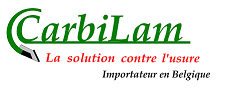 CarbiLam
La solution contre l'usure
Importateur en Belgique